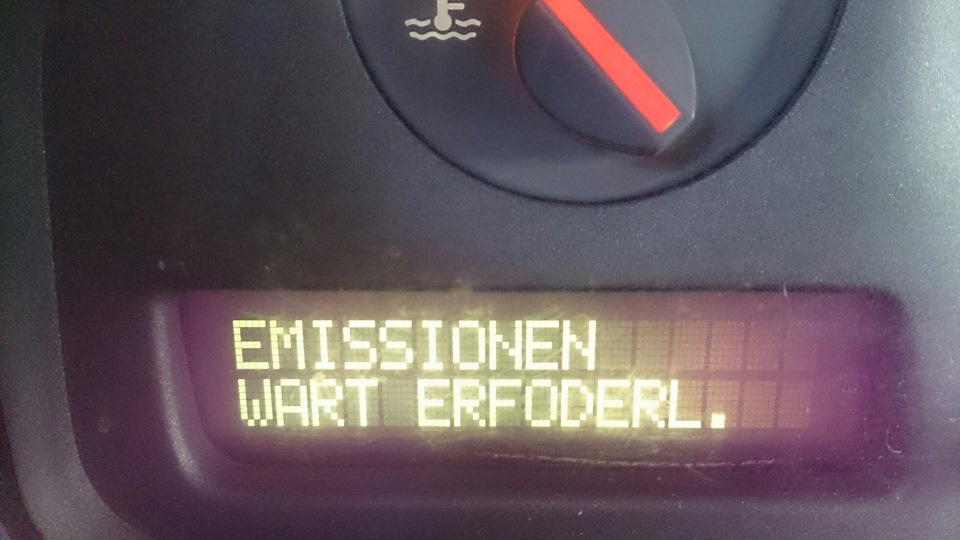 EMISSIONEN
WART ERFODERL.